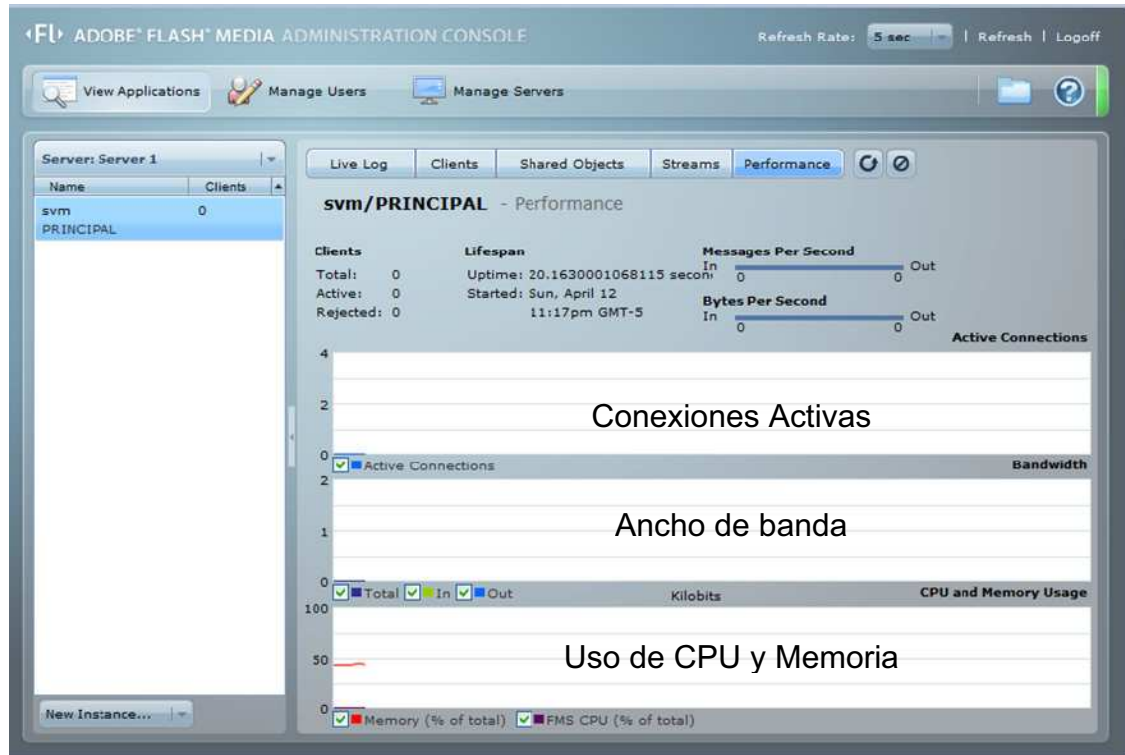 Fl ADOBE® FLASH® MEDIA ADMINISTRATION CONSOLE
Refresh Rate: 5 sec | Refresh | Logoff
View Applications Manage Users Manage Servers
Server: Server 1
Name Clients
svm 0
PRINCIPAL
New Instance...
Live Log Clients Shared Objects Streams Performance
svm/PRINCIPAL - Performance
Clients
Total: 0
Active: 0
Rejected: 0
Lifespan
Uptime: 20.1630001068115 secon
Started: Sun, April 12
11:17pm GMT-5
Messages Per Second
In Out
0 0
Bytes Per Second
In Out
0 0
Active Connections
4
2
0
Conexiones Activas
Active Connections
Bandwidth
2
1
0
Ancho de banda
Total In Out
Kilobits
CPU and Memory Usage
100
50
0
Uso de CPU y Memoria
Memory (% of total) FMS CPU (% of total)